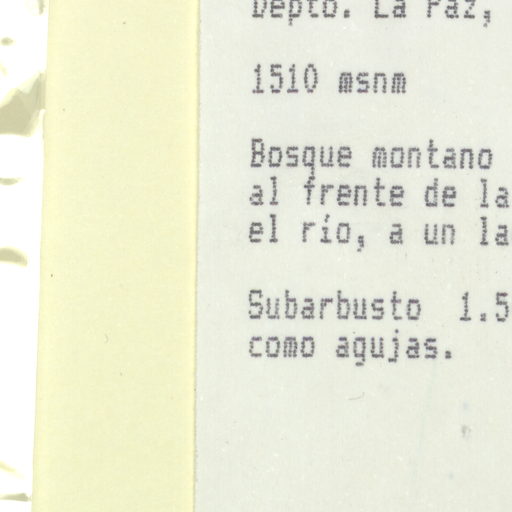 Depto. La Paz,
1510 msnm
Bosque montano
al frente de la
el río, a un la
Subarbusto 1.5
como agujas.